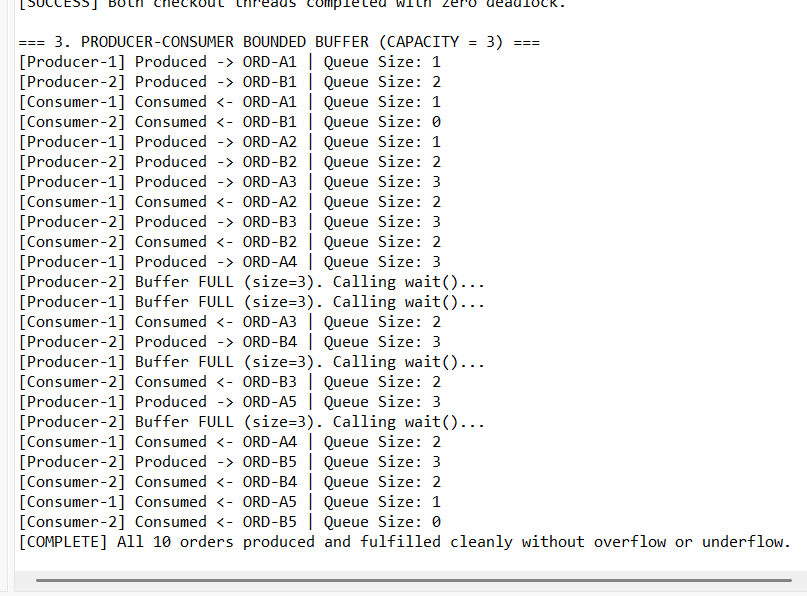 [SUCCESS] Both checkout threads completed with zero deadlock.
=== 3. PRODUCER-CONSUMER BOUNDED BUFFER (CAPACITY = 3) ===
[Producer-1] Produced -> ORD-A1 | Queue Size: 1
[Producer-2] Produced -> ORD-B1 | Queue Size: 2
[Consumer-1] Consumed <- ORD-A1 | Queue Size: 1
[Consumer-2] Consumed <- ORD-B1 | Queue Size: 0
[Producer-1] Produced -> ORD-A2 | Queue Size: 1
[Producer-2] Produced -> ORD-B2 | Queue Size: 2
[Producer-1] Produced -> ORD-A3 | Queue Size: 3
[Consumer-1] Consumed <- ORD-A2 | Queue Size: 2
[Producer-2] Produced -> ORD-B3 | Queue Size: 3
[Consumer-2] Consumed <- ORD-B2 | Queue Size: 2
[Producer-1] Produced -> ORD-A4 | Queue Size: 3
[Producer-2] Buffer FULL (size=3). Calling wait()...
[Producer-1] Buffer FULL (size=3). Calling wait()...
[Consumer-1] Consumed <- ORD-A3 | Queue Size: 2
[Producer-2] Produced -> ORD-B4 | Queue Size: 3
[Producer-1] Buffer FULL (size=3). Calling wait()...
[Consumer-2] Consumed <- ORD-B3 | Queue Size: 2
[Producer-1] Produced -> ORD-A5 | Queue Size: 3
[Producer-2] Buffer FULL (size=3). Calling wait()...
[Consumer-1] Consumed <- ORD-A4 | Queue Size: 2
[Producer-2] Produced -> ORD-B5 | Queue Size: 3
[Consumer-2] Consumed <- ORD-B4 | Queue Size: 2
[Consumer-1] Consumed <- ORD-A5 | Queue Size: 1
[Consumer-2] Consumed <- ORD-B5 | Queue Size: 0
[COMPLETE] All 10 orders produced and fulfilled cleanly without overflow or underflow.